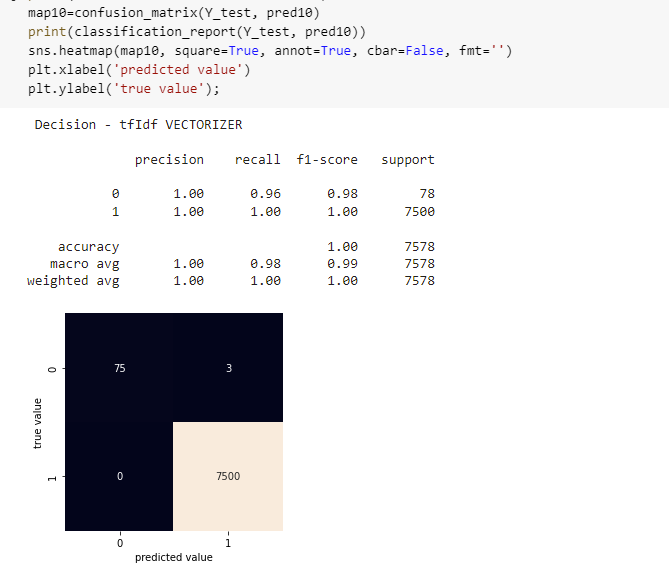 map10=confusion_matrix(Y_test, pred10)
print(classification_report(Y_test, pred10))
sns.heatmap(map10, square=True, annot=True, cbar=False, fmt='')
plt.xlabel('predicted value')
plt.ylabel('true value');
Decision - tfIdf VECTORIZER
precision recall f1-score support
0 1.00 0.96 0.98 78
1 1.00 1.00 1.00 7500
accuracy 1.00 7578
macro avg 1.00 0.98 0.99 7578
weighted avg 1.00 1.00 1.00 7578
0 75 3
true value
1 0 7500
0 1
predicted value